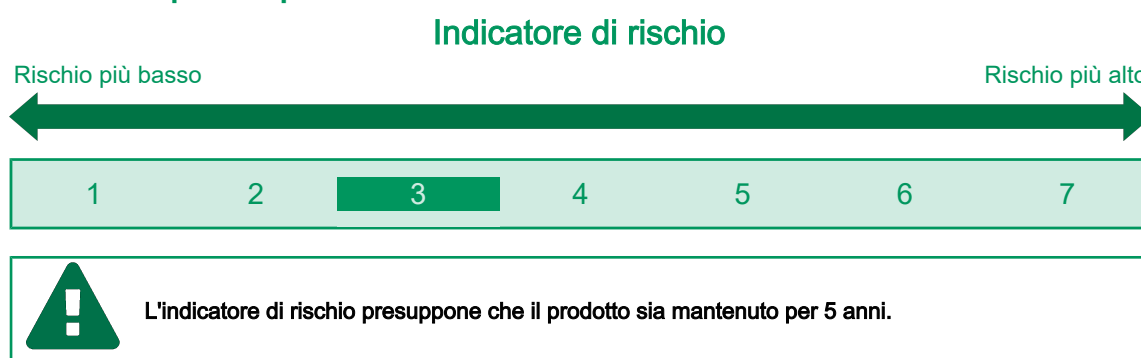 Indicatore di rischio
Rischio più basso Rischio più alto
1 2 3 4 5 6 7
L'indicatore di rischio presuppone che il prodotto sia mantenuto per 5 anni.